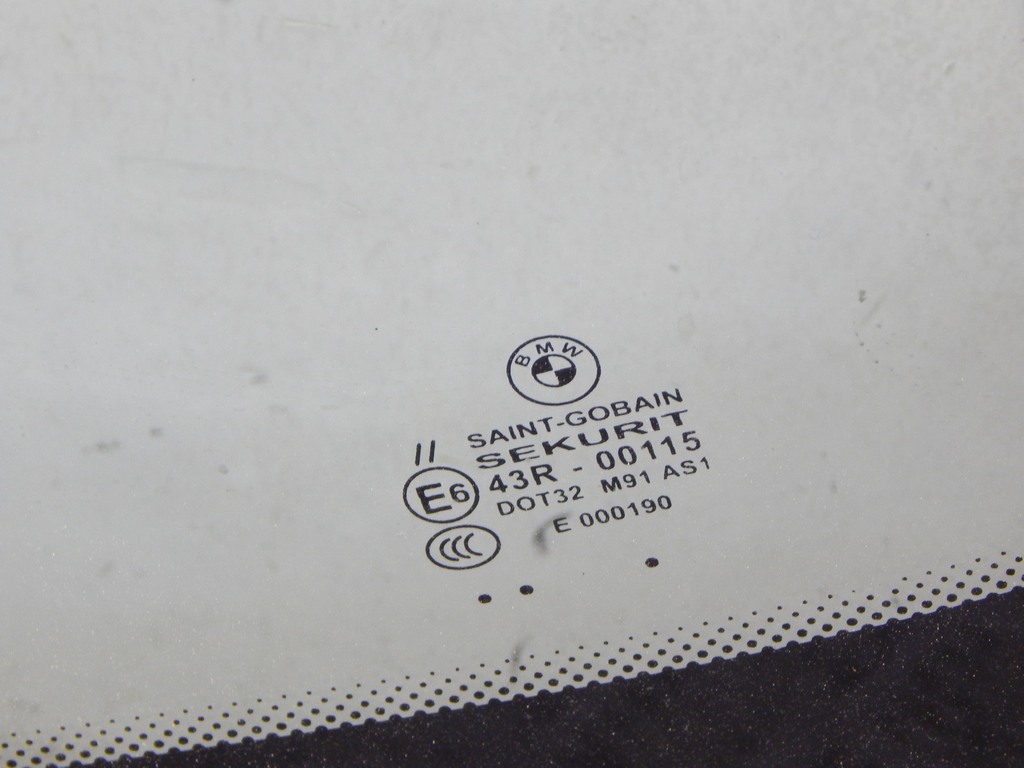 BMW
SAINT-GOBAIN
SEKURIT
II
E6 43R - 00115
DOT32 M91 AS1
CCC E 000190